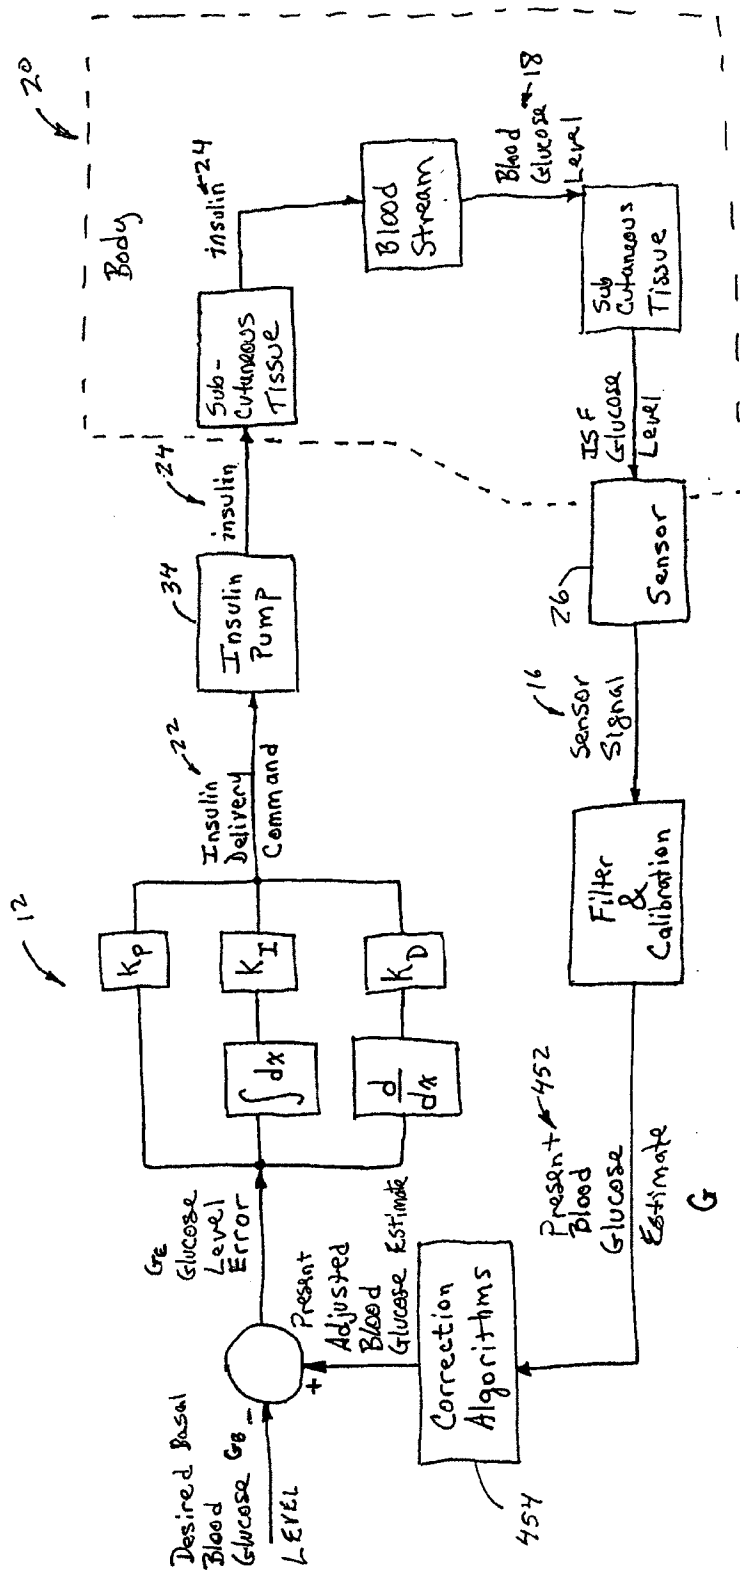 12
20
Body
Desired Basal
Blood
Glucose GB
LEVEL
-
+
GE
Glucose
Level
Error
KP
∫dx
KI
d
dx
KD
Insulin
Delivery
Command
22
Insulin
Pump
34
insulin
24
Sub-
Cutaneous
Tissue
insulin
24
Blood
Stream
Blood
Glucose
Level
18
Sub
Cutaneous
Tissue
ISF
Glucose
Level
Sensor
26
16
Sensor
Signal
Filter
&
Calibration
Present
Blood
Glucose
Estimate
452
G
Correction
Algorithms
454
Present
Adjusted
Blood
Glucose Estimate